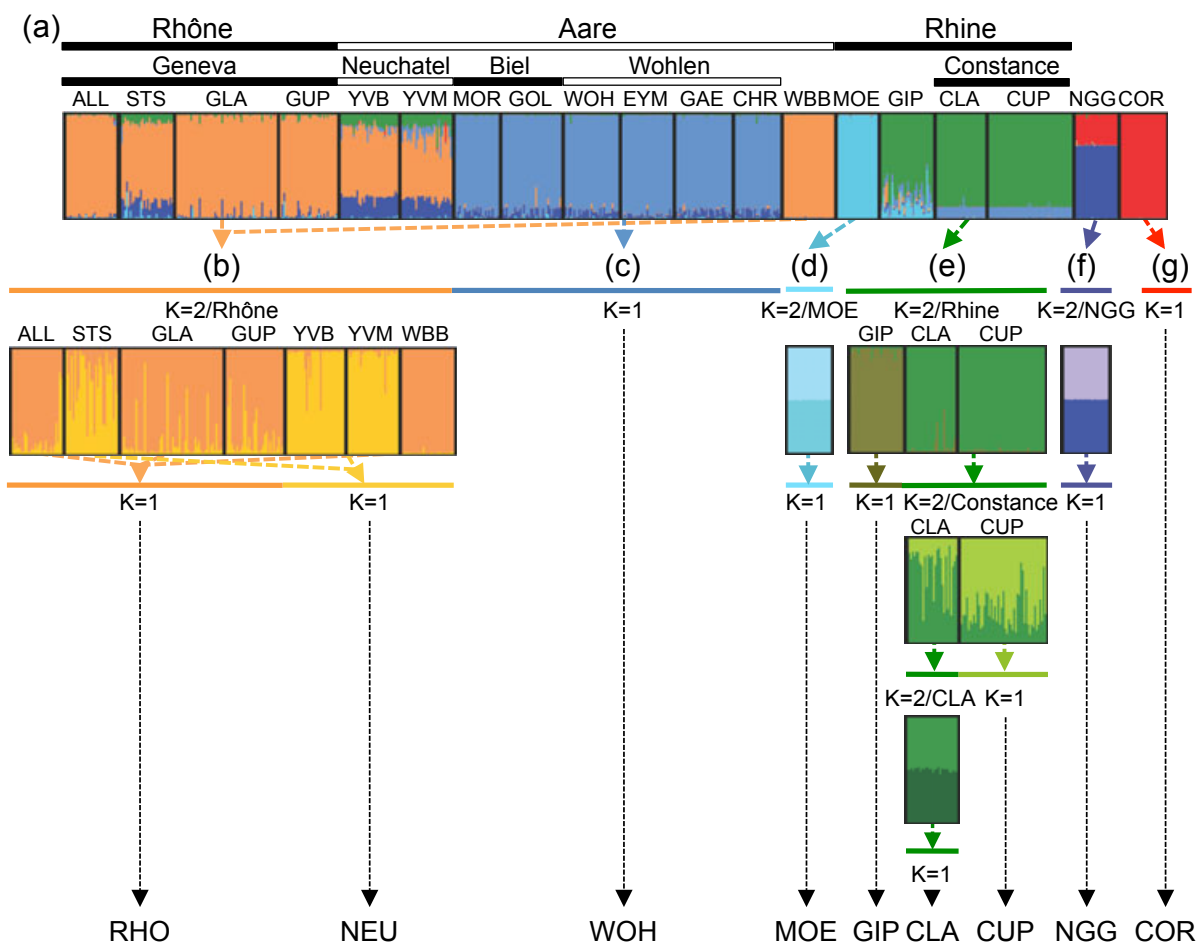 (a) Rhône Aare Rhine
Geneva Neuchatel Biel Wohlen Constance
ALL STS GLA GUP YVB YVM MOR GOL WOH EYM GAE CHR WBB MOE GIP CLA CUP NGG COR
(b) (c) (d) (e) (f) (g)
K=2/Rhône K=1 K=2/MOE K=2/Rhine K=2/NGG K=1
ALL STS GLA GUP YVB YVM WBB GIP CLA CUP
K=1 K=1 K=1 K=1 K=2/Constance K=1
CLA CUP
K=2/CLA K=1
K=1
RHO NEU WOH MOE GIP CLA CUP NGG COR